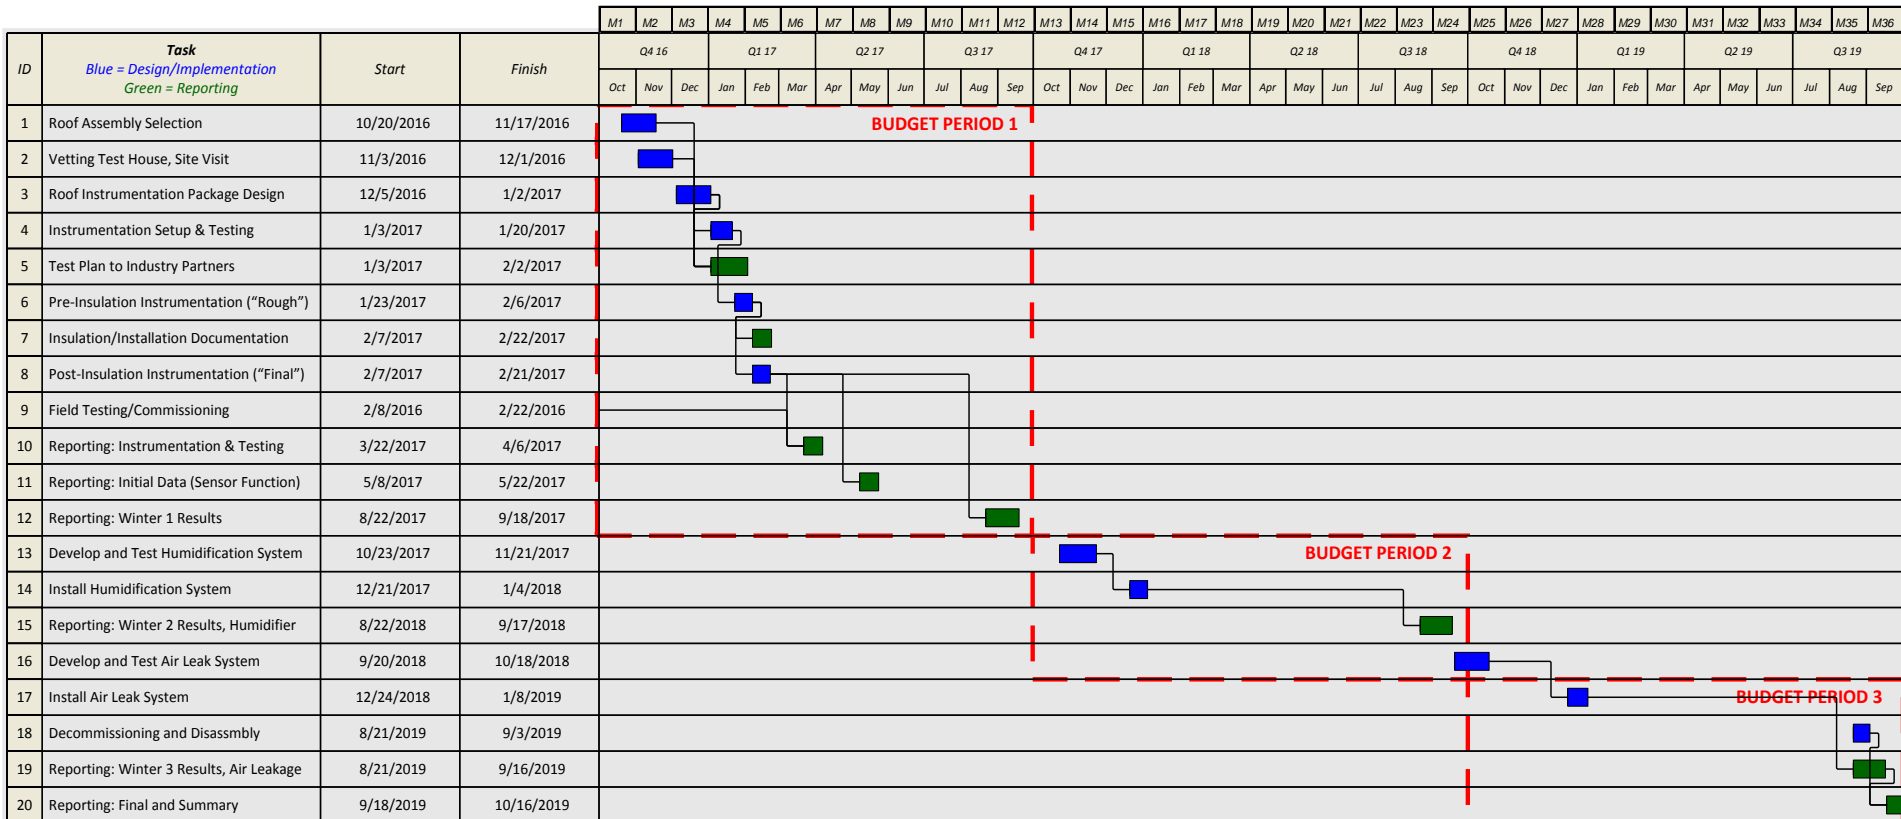 M1 M2 M3 M4 M5 M6 M7 M8 M9 M10 M11 M12 M13 M14 M15 M16 M17 M18 M19 M20 M21 M22 M23 M24 M25 M26 M27 M28 M29 M30 M31 M32 M33 M34 M35 M36
ID Task Start Finish Q4 16 Q1 17 Q2 17 Q3 17 Q4 17 Q1 18 Q2 18 Q3 18 Q4 18 Q1 19 Q2 19 Q3 19
Blue = Design/Implementation
Green = Reporting
Oct Nov Dec Jan Feb Mar Apr May Jun Jul Aug Sep Oct Nov Dec Jan Feb Mar Apr May Jun Jul Aug Sep Oct Nov Dec Jan Feb Mar Apr May Jun Jul Aug Sep
1 Roof Assembly Selection 10/20/2016 11/17/2016 BUDGET PERIOD 1
2 Vetting Test House, Site Visit 11/3/2016 12/1/2016
3 Roof Instrumentation Package Design 12/5/2016 1/2/2017
4 Instrumentation Setup & Testing 1/3/2017 1/20/2017
5 Test Plan to Industry Partners 1/3/2017 2/2/2017
6 Pre-Insulation Instrumentation (“Rough”) 1/23/2017 2/6/2017
7 Insulation/Installation Documentation 2/7/2017 2/22/2017
8 Post-Insulation Instrumentation (“Final”) 2/7/2017 2/21/2017
9 Field Testing/Commissioning 2/8/2016 2/22/2016
10 Reporting: Instrumentation & Testing 3/22/2017 4/6/2017
11 Reporting: Initial Data (Sensor Function) 5/8/2017 5/22/2017
12 Reporting: Winter 1 Results 8/22/2017 9/18/2017
13 Develop and Test Humidification System 10/23/2017 11/21/2017 BUDGET PERIOD 2
14 Install Humidification System 12/21/2017 1/4/2018
15 Reporting: Winter 2 Results, Humidifier 8/22/2018 9/17/2018
16 Develop and Test Air Leak System 9/20/2018 10/18/2018
17 Install Air Leak System 12/24/2018 1/8/2019 BUDGET PERIOD 3
18 Decommissioning and Disassmbly 8/21/2019 9/3/2019
19 Reporting: Winter 3 Results, Air Leakage 8/21/2019 9/16/2019
20 Reporting: Final and Summary 9/18/2019 10/16/2019